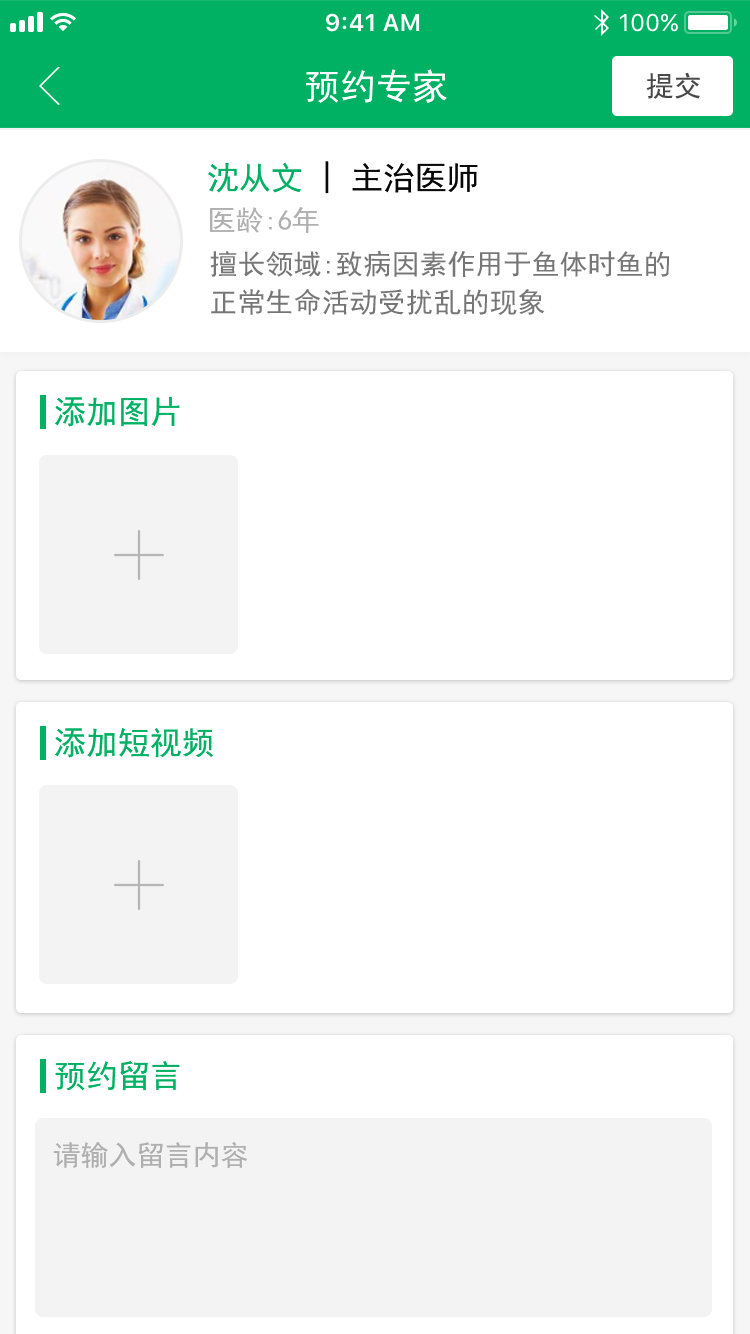 9:41 AM
100%
预约专家
提交
沈从文 | 主治医师
医龄:6年
擅长领域:致病因素作用于鱼体时鱼的
正常生命活动受扰乱的现象
添加图片
添加短视频
预约留言
请输入留言内容